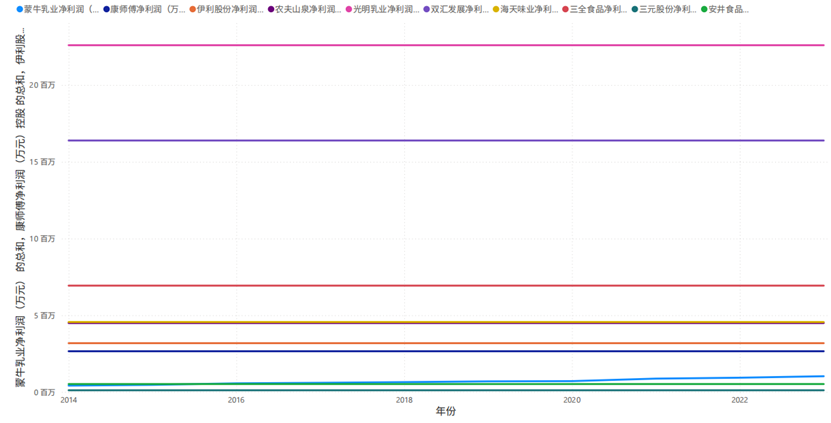 蒙牛乳业净利润（... 康师傅净利润（万... 伊利股份净利润... 农夫山泉净利润... 光明乳业净利润... 双汇发展净利... 海天味业净利... 三全食品净利... 三元股份净利... 安井食品...
蒙牛乳业净利润（万元） 的总和，康师傅净利润（万元）控股 的总和，伊利股...
20 百万
15 百万
10 百万
5 百万
0 百万
2014 2016 2018 2020 2022
年份